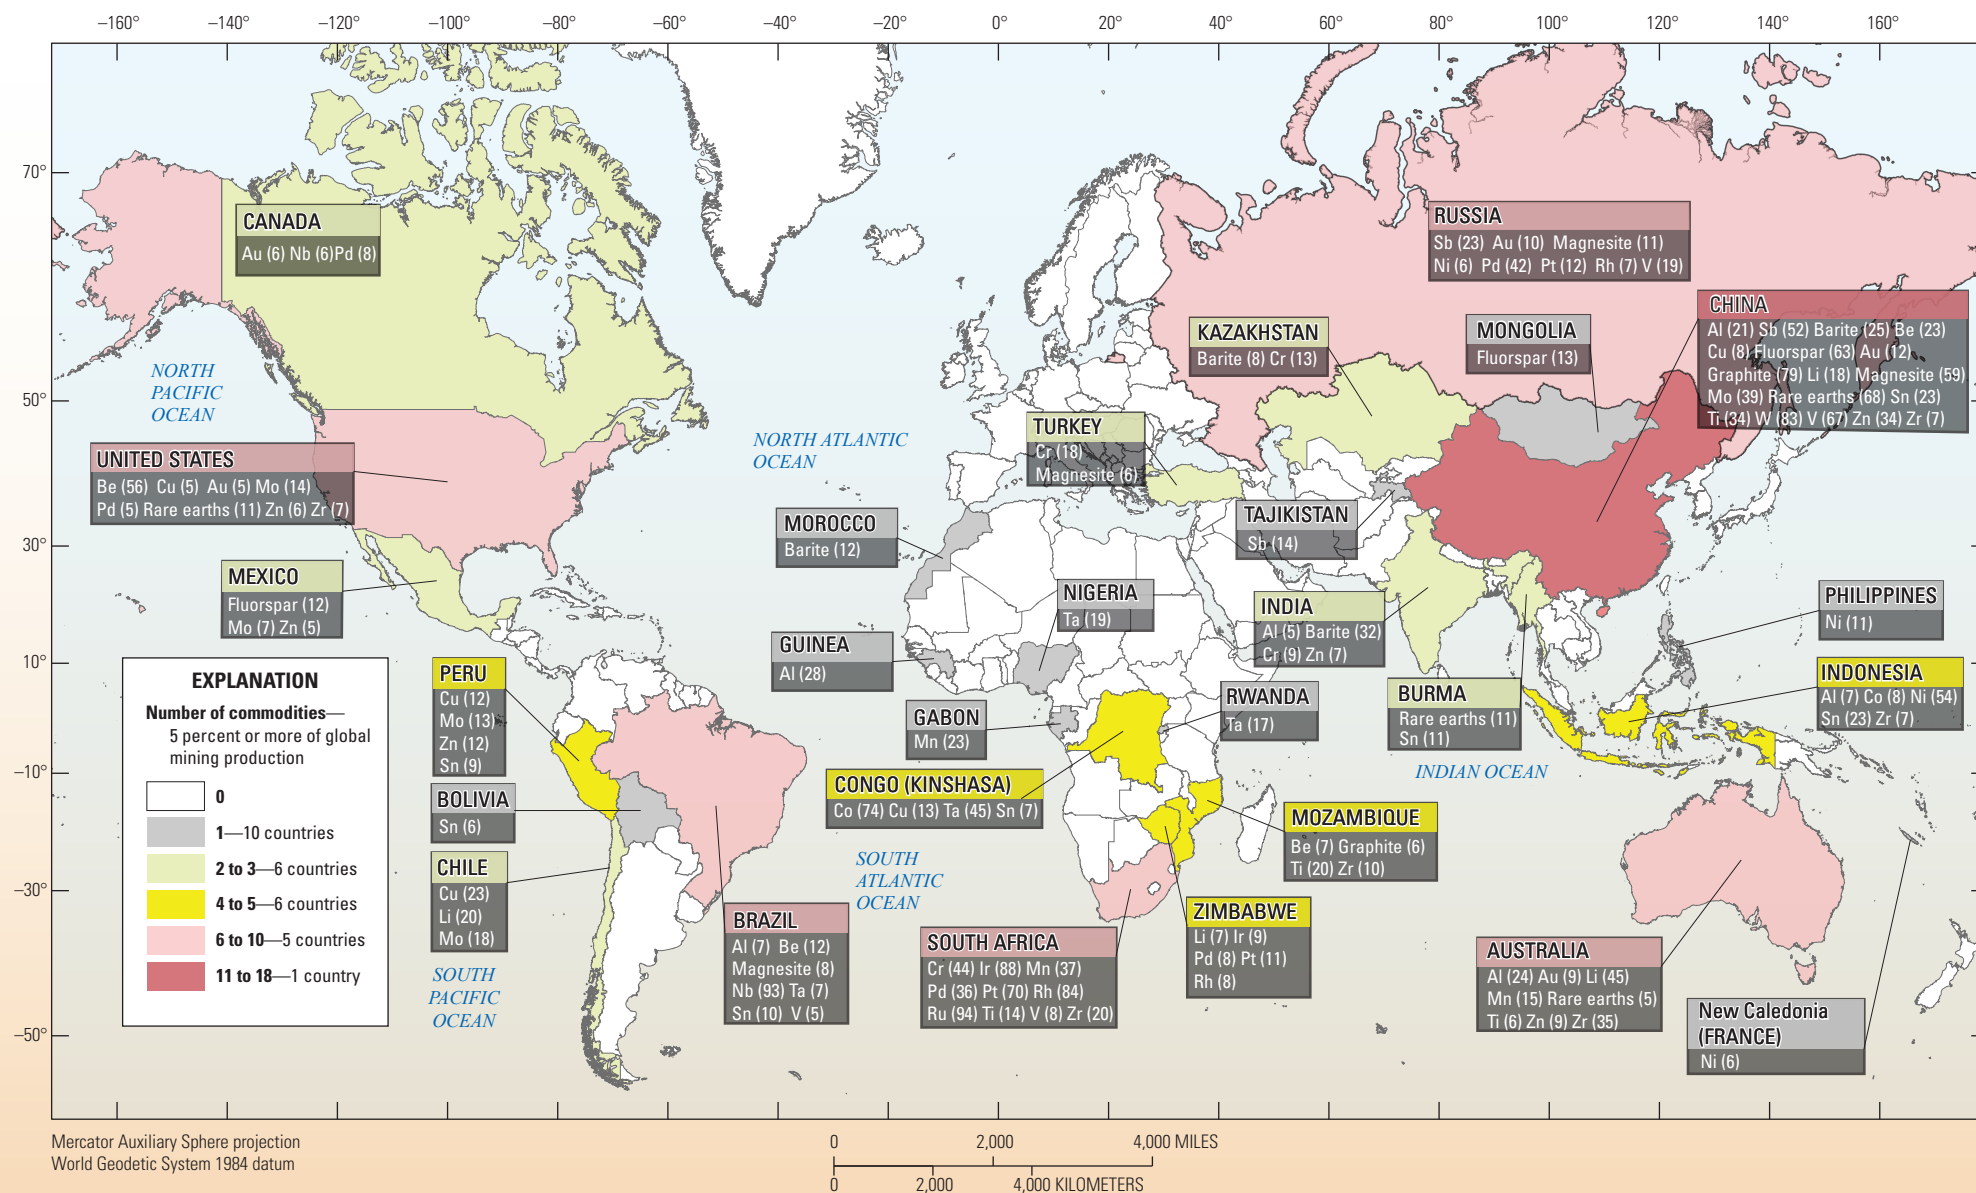 –160° –140° –120° –100° –80° –60° –40° –20° 0° 20° 40° 60° 80° 100° 120° 140° 160°
70°
50°
30°
10°
–10°
–30°
–50°
CANADA
Au (6) Nb (6)Pd (8)
RUSSIA
Sb (23) Au (10) Magnesite (11)
Ni (6) Pd (42) Pt (12) Rh (7) V (19)
CHINA
Al (21) Sb (52) Barite (25) Be (23)
Cu (8) Fluorspar (63) Au (12)
Graphite (79) Li (18) Magnesite (59)
Mo (39) Rare earths (68) Sn (23)
Ti (34) W (83) V (67) Zn (34) Zr (7)
KAZAKHSTAN
Barite (8) Cr (13)
MONGOLIA
Fluorspar (13)
NORTH
PACIFIC
OCEAN
NORTH ATLANTIC
OCEAN
TURKEY
Cr (18)
Magnesite (6)
UNITED STATES
Be (56) Cu (5) Au (5) Mo (14)
Pd (5) Rare earths (11) Zn (6) Zr (7)
MOROCCO
Barite (12)
TAJIKISTAN
Sb (14)
MEXICO
Fluorspar (12)
Mo (7) Zn (5)
NIGERIA
Ta (19)
INDIA
Al (5) Barite (32)
Cr (9) Zn (7)
PHILIPPINES
Ni (11)
GUINEA
Al (28)
EXPLANATION
Number of commodities—
5 percent or more of global
mining production
0
1—10 countries
2 to 3—6 countries
4 to 5—6 countries
6 to 10—5 countries
11 to 18—1 country
PERU
Cu (12)
Mo (13)
Zn (12)
Sn (9)
INDONESIA
Al (7) Co (8) Ni (54)
Sn (23) Zr (7)
BURMA
Rare earths (11)
Sn (11)
RWANDA
Ta (17)
GABON
Mn (23)
INDIAN OCEAN
CONGO (KINSHASA)
Co (74) Cu (13) Ta (45) Sn (7)
BOLIVIA
Sn (6)
MOZAMBIQUE
Be (7) Graphite (6)
Ti (20) Zr (10)
CHILE
Cu (23)
Li (20)
Mo (18)
SOUTH
ATLANTIC
OCEAN
BRAZIL
Al (7) Be (12)
Magnesite (8)
Nb (93) Ta (7)
Sn (10) V (5)
ZIMBABWE
Li (7) Ir (9)
Pd (8) Pt (11)
Rh (8)
SOUTH AFRICA
Cr (44) Ir (88) Mn (37)
Pd (36) Pt (70) Rh (84)
Ru (94) Ti (14) V (8) Zr (20)
AUSTRALIA
Al (24) Au (9) Li (45)
Mn (15) Rare earths (5)
Ti (6) Zn (9) Zr (35)
SOUTH
PACIFIC
OCEAN
New Caledonia
(FRANCE)
Ni (6)
Mercator Auxiliary Sphere projection
World Geodetic System 1984 datum
0 2,000 4,000 MILES
0 2,000 4,000 KILOMETERS